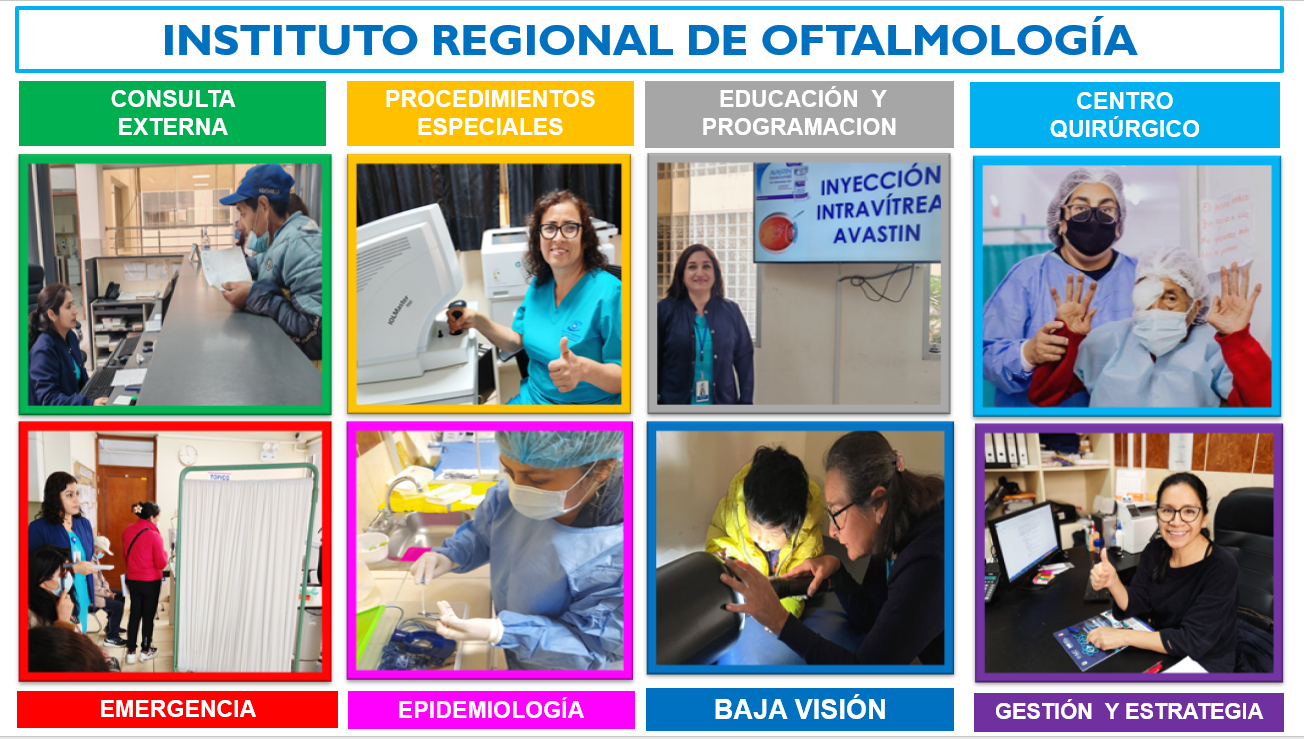 INSTITUTO REGIONAL DE OFTALMOLOGÍA
CONSULTA
EXTERNA
PROCEDIMIENTOS
ESPECIALES
EDUCACIÓN Y
PROGRAMACION
CENTRO
QUIRÚRGICO
IOLMaster
INYECCIÓN
INTRAVÍTREA
AVASTIN
TOPICO
EMERGENCIA
EPIDEMIOLOGÍA
BAJA VISIÓN
GESTIÓN Y ESTRATEGIA